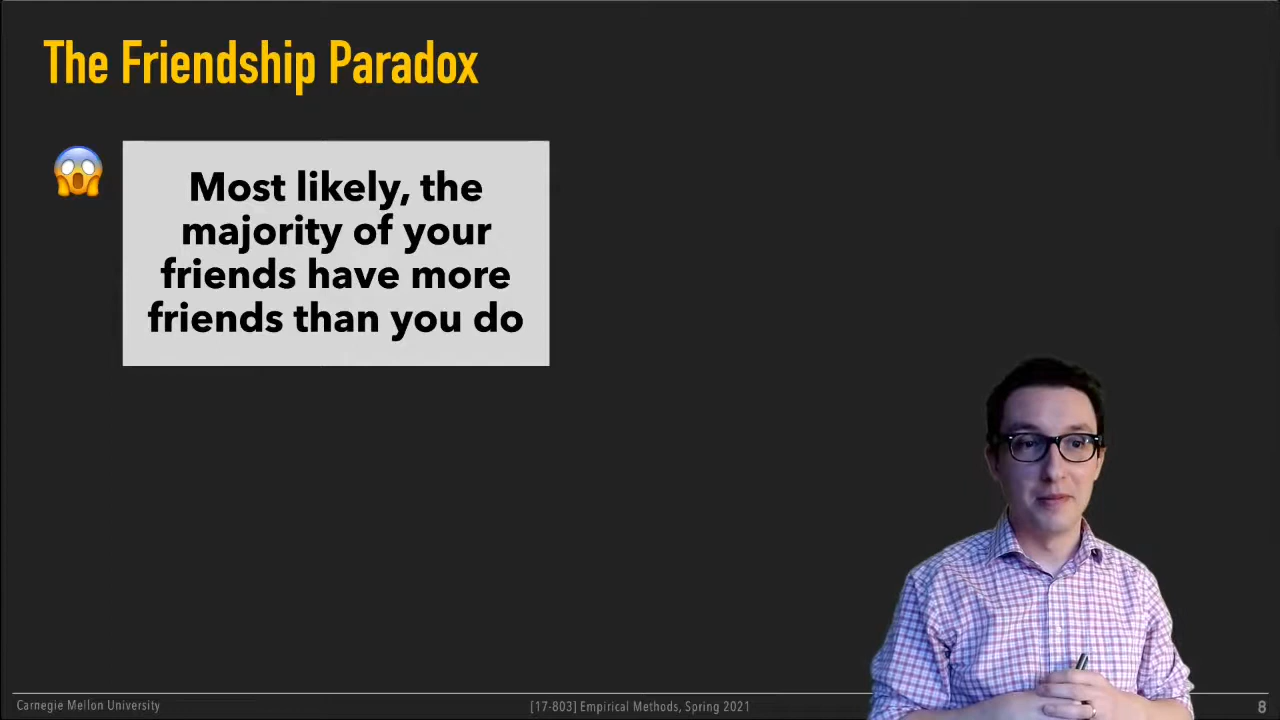 The Friendship Paradox
Most likely, the
majority of your
friends have more
friends than you do
Carnegie Mellon University
[17-803] Empirical Methods, Spring 2021
8